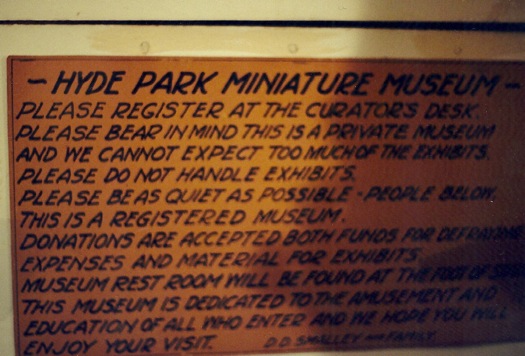 - HYDE PARK MINIATURE MUSEUM -
PLEASE REGISTER AT THE CURATOR'S DESK.
PLEASE BEAR IN MIND THIS IS A PRIVATE MUSEUM
AND WE CANNOT EXPECT TOO MUCH OF THE EXHIBITS.
PLEASE DO NOT HANDLE EXHIBITS.
PLEASE BE AS QUIET AS POSSIBLE - PEOPLE BELOW.
THIS IS A REGISTERED MUSEUM.
DONATIONS ARE ACCEPTED BOTH FUNDS FOR DEFRAYING
EXPENSES AND MATERIAL FOR EXHIBITS
MUSEUM REST ROOM WILL BE FOUND AT THE FOOT OF
THIS MUSEUM IS DEDICATED TO THE AMUSEMENT AND
EDUCATION OF ALL WHO ENTER AND WE HOPE YOU WILL
ENJOY YOUR VISIT. D.D. SMALLEY AND FAMILY